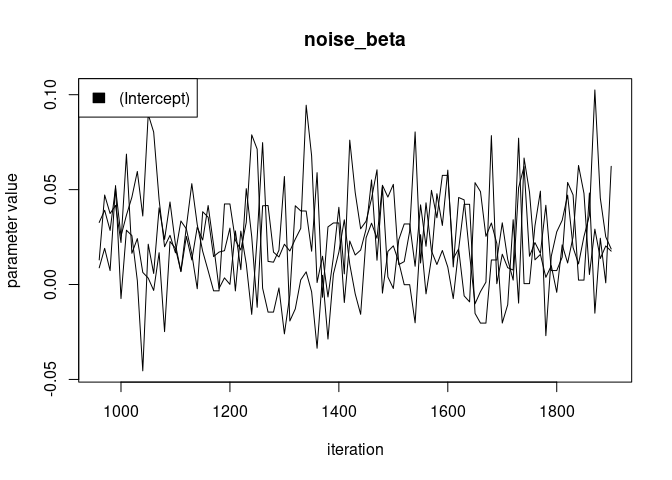 noise_beta
(Intercept)
parameter value
0.10
0.05
0.00
-0.05
1000 1200 1400 1600 1800
iteration